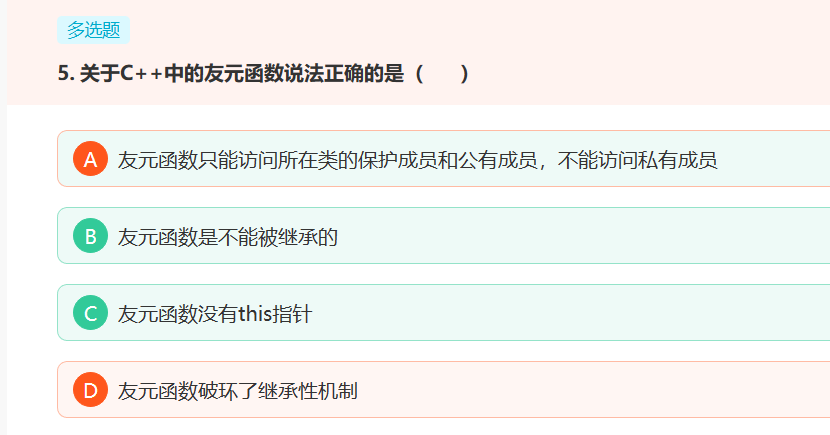 多选题
5. 关于C++中的友元函数说法正确的是（ ）
A 友元函数只能访问所在类的保护成员和公有成员，不能访问私有成员
B 友元函数是不能被继承的
C 友元函数没有this指针
D 友元函数破环了继承性机制